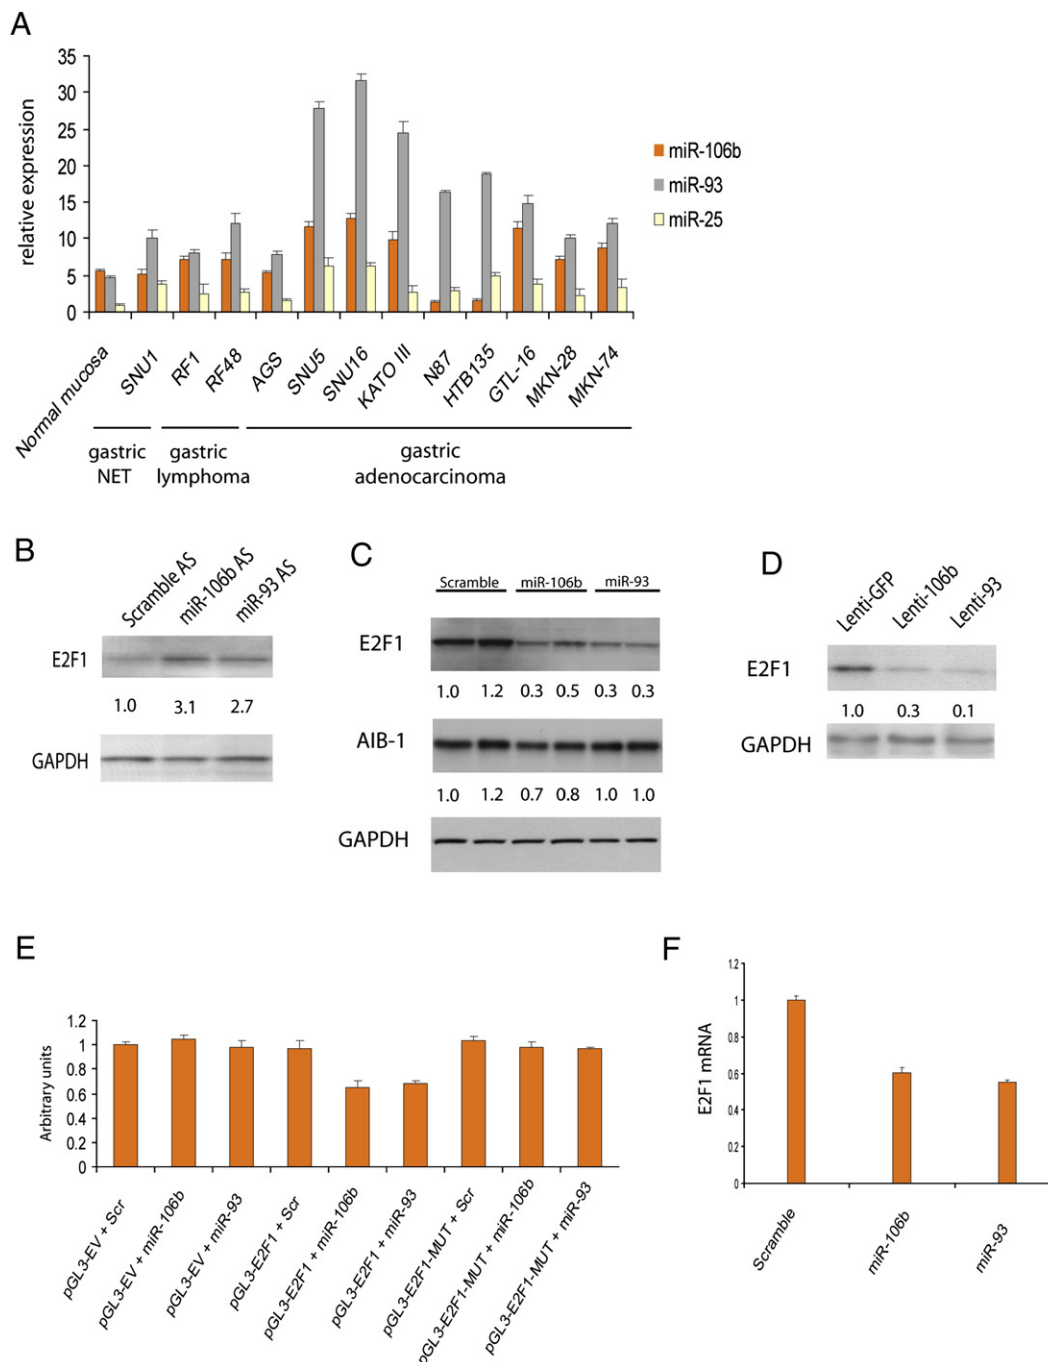 A
35
30
25
20
15
10
5
0
relative expression
miR-106b
miR-93
miR-25
Normal mucosa
SNU1
RF1
RF48
AGS
SNU5
SNU16
KATO III
N87
HTB135
GTL-16
MKN-28
MKN-74
gastric
NET
gastric
lymphoma
gastric
adenocarcinoma
B
Scramble AS
miR-106b AS
miR-93 AS
E2F1
1.0 3.1 2.7
GAPDH
C
Scramble miR-106b miR-93
E2F1
1.0 1.2 0.3 0.5 0.3 0.3
AIB-1
1.0 1.2 0.7 0.8 1.0 1.0
GAPDH
D
Lenti-GFP
Lenti-106b
Lenti-93
E2F1
1.0 0.3 0.1
GAPDH
E
1.2
1
0.8
0.6
0.4
0.2
0
Arbitrary units
pGL3-EV + Scr
pGL3-EV + miR-106b
pGL3-EV + miR-93
pGL3-E2F1 + Scr
pGL3-E2F1 + miR-106b
pGL3-E2F1 + miR-93
pGL3-E2F1-MUT + Scr
pGL3-E2F1-MUT + miR-106b
pGL3-E2F1-MUT + miR-93
F
1.2
1
0.8
0.6
0.4
0.2
0
E2F1 mRNA
Scramble
miR-106b
miR-93